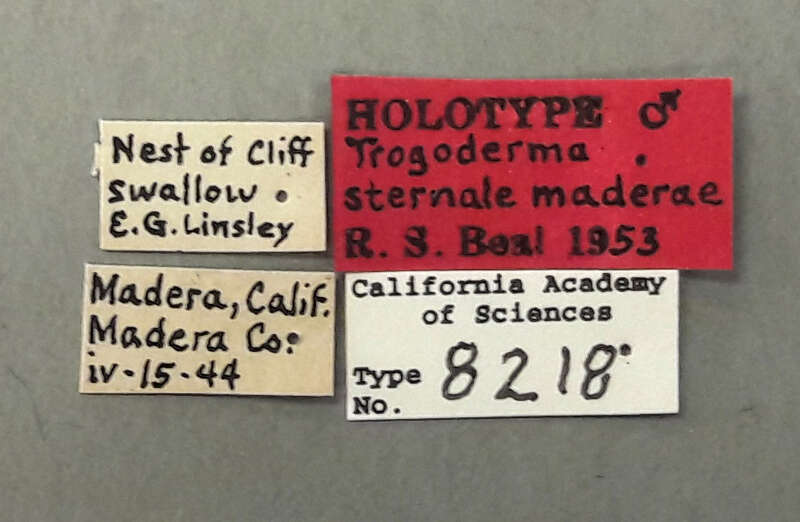 Nest of Cliff
swallow
E.G. Linsley
HOLOTYPE ♂
Trogoderma
sternale maderae
R. S. Beal 1953
Madera, Calif.
Madera Co.
iv-15-44
California Academy
of Sciences
Type
No. 8218